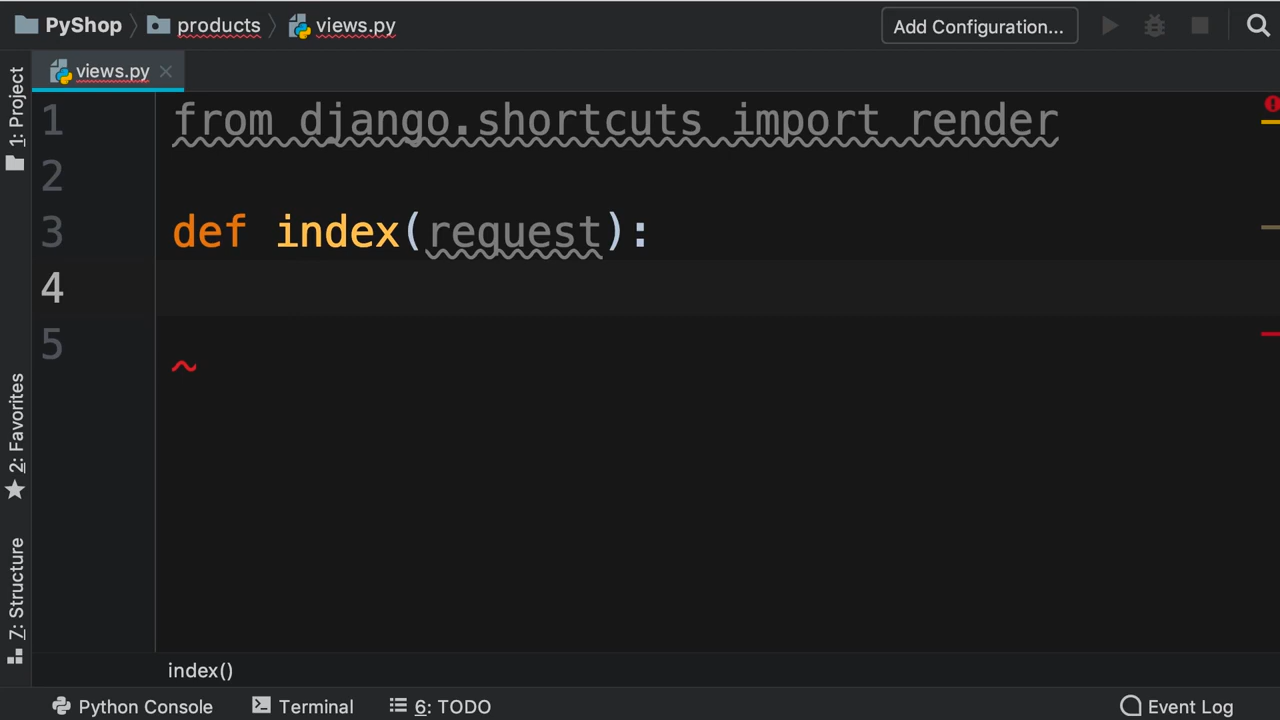 PyShop products views.py Add Configuration...
views.py
1: Project
2: Favorites
7: Structure
1 from django.shortcuts import render
2
3 def index(request):
4
5
index()
Python Console Terminal 6: TODO Event Log